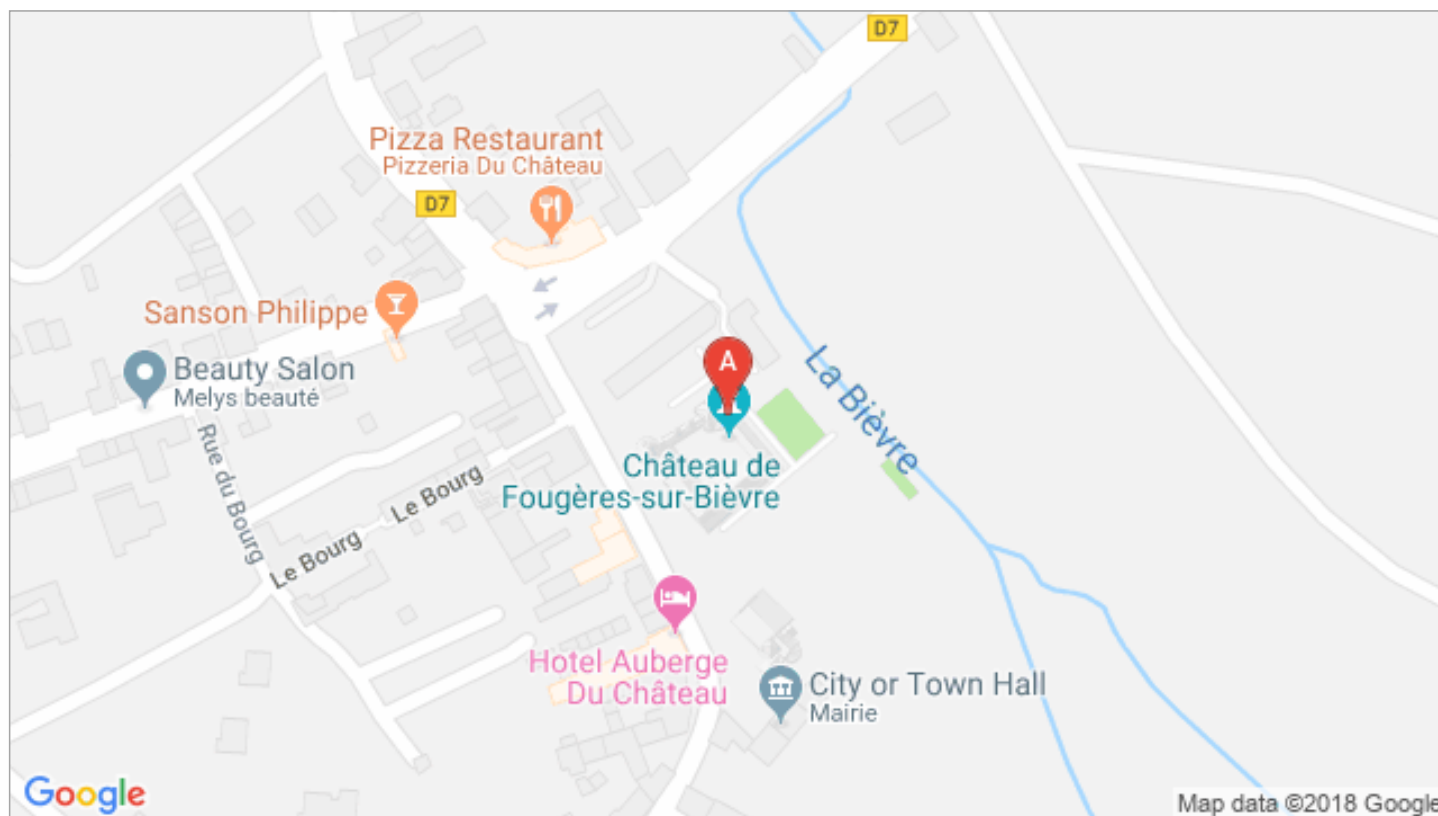 D7
Pizza Restaurant
Pizzeria Du Château
D7
Sanson Philippe
A
Beauty Salon
Melys beauté
La Bièvre
Rue du Bourg
Château de
Fougères-sur-Bièvre
Le Bourg
Le Bourg
Hotel Auberge
Du Château
City or Town Hall
Mairie
Google
Map data ©2018 Google